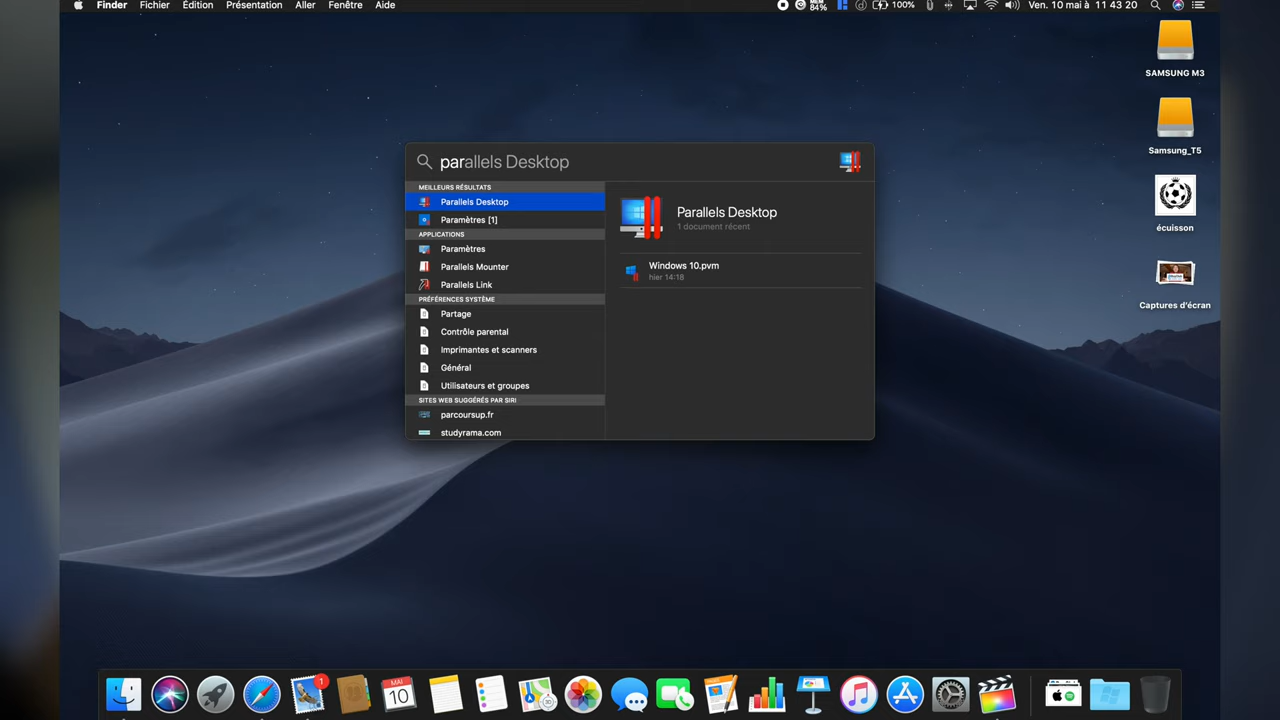 Finder Fichier Édition Présentation Aller Fenêtre Aide MEM 84% 100% Ven. 10 mai à 11 43 20
SAMSUNG M3
Samsung_T5
écuisson
Captures d'écran
parallels Desktop
MEILLEURS RÉSULTATS
Parallels Desktop
Paramètres [1]
APPLICATIONS
Paramètres
Parallels Mounter
Parallels Link
PRÉFÉRENCES SYSTÈME
Partage
Contrôle parental
Imprimantes et scanners
Général
Utilisateurs et groupes
SITES WEB SUGGÉRÉS PAR SIRI
parcoursup.fr
studyrama.com
Parallels Desktop
1 document récent
Windows 10.pvm
hier 14:18
1
MAI
10